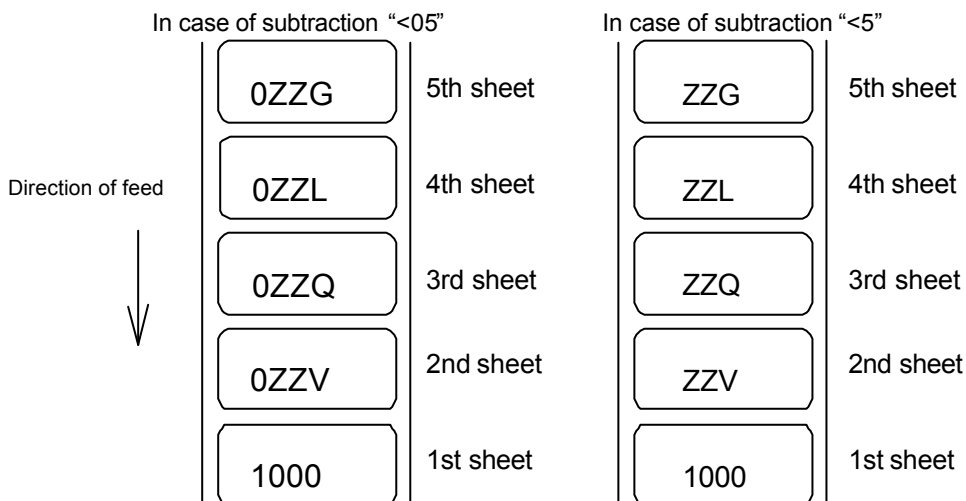 In case of subtraction “<05”
In case of subtraction “<5”
0ZZG
5th sheet
ZZG
5th sheet
Direction of feed
0ZZL
4th sheet
ZZL
4th sheet
0ZZQ
3rd sheet
ZZQ
3rd sheet
0ZZV
2nd sheet
ZZV
2nd sheet
1000
1st sheet
1000
1st sheet